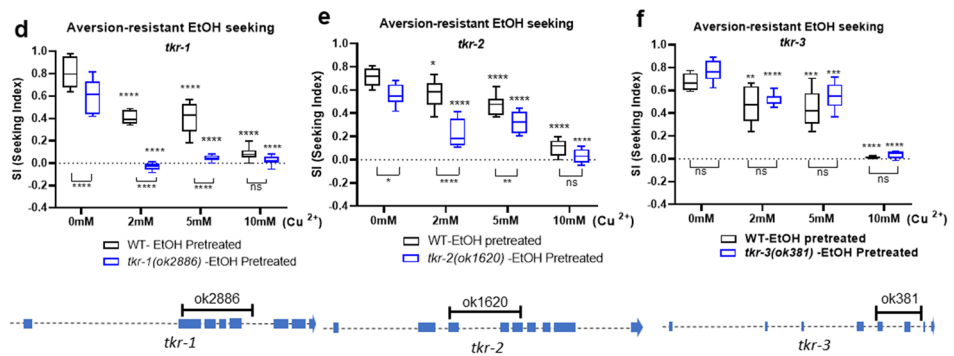 d Aversion-resistant EtOH seeking
tkr-1
SI (Seeking Index)
1.0
0.8
0.6
0.4
0.2
0.0
-0.2
-0.4
**** ****
**** ****
**** **** **** ns
0mM 2mM 5mM 10mM (Cu 2+)
WT- EtOH Pretreated
tkr-1(ok2886) -EtOH Pretreated
e Aversion-resistant EtOH seeking
tkr-2
SI (Seeking Index)
1.0
0.8
0.6
0.4
0.2
0.0
-0.2
-0.4
* **** **** **** **** ****
* **** ** ns
0mM 2mM 5mM 10mM (Cu 2+)
WT-EtOH pretreated
tkr-2(ok1620) -EtOH Pretreated
f Aversion-resistant EtOH seeking
tkr-3
SI (Seeking Index)
1.0
0.8
0.6
0.4
0.2
0.0
-0.2
-0.4
** **** *** *** **** ****
ns ns ns ns
0mM 2mM 5mM 10mM (Cu 2+)
WT-EtOH pretreated
tkr-3(ok381) -EtOH Pretreated
ok2886
tkr-1
ok1620
tkr-2
ok381
tkr-3